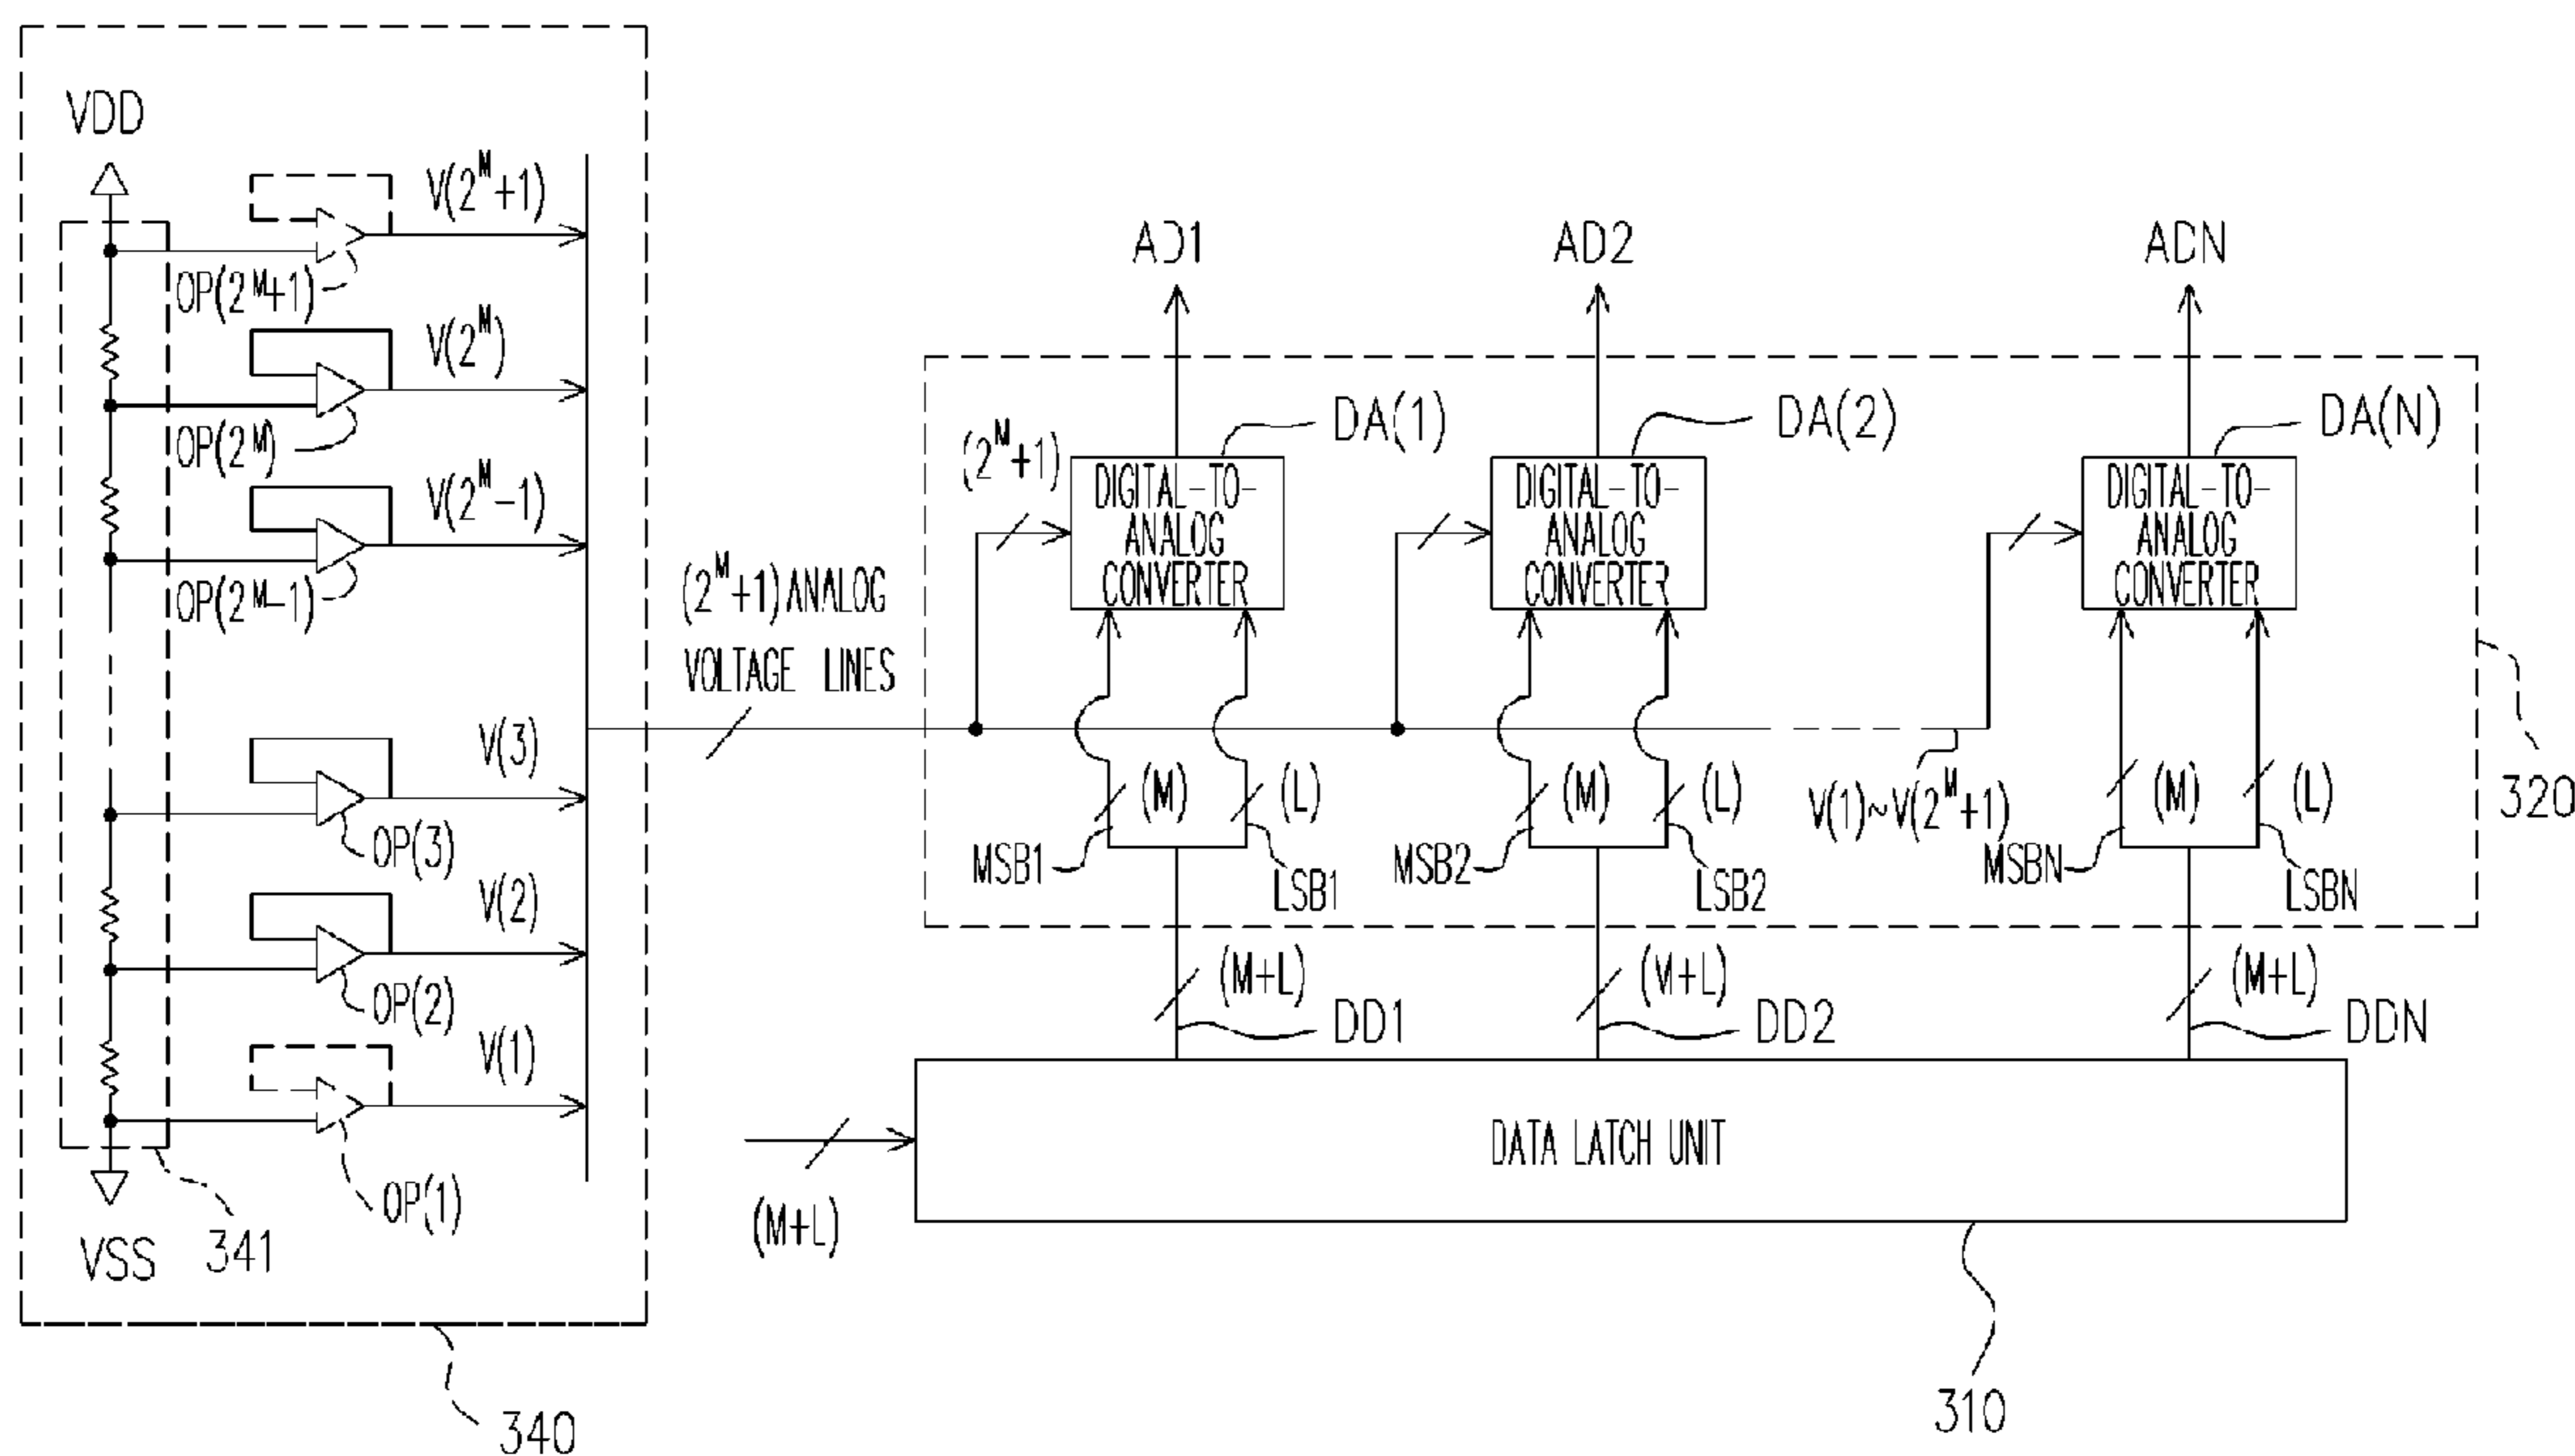 VDD
V(2^M+1)
OP(2^M+1)
V(2^M)
OP(2^M)
V(2^M-1)
OP(2^M-1)
V(3)
OP(3)
V(2)
OP(2)
V(1)
OP(1)
VSS
341
340
(2^M+1) ANALOG
VOLTAGE LINES
AD1
AD2
ADN
DA(1)
DA(2)
DA(N)
(2^M+1)
DIGITAL-TO-
ANALOG
CONVERTER
DIGITAL-TO-
ANALOG
CONVERTER
DIGITAL-TO-
ANALOG
CONVERTER
(M)
(L)
(M)
(L)
V(1)~V(2^M+1)
(M)
(L)
320
MSB1
LSB1
MSB2
LSB2
MSBN
LSBN
(M+L)
(M+L)
(M+L)
DD1
DD2
DDN
DATA LATCH UNIT
(M+L)
310